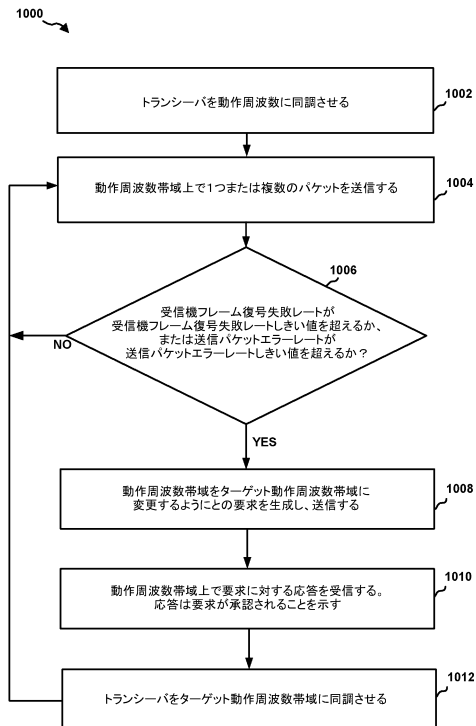 1000
トランシーバを動作周波数に同調させる
1002
動作周波数帯域上で1つまたは複数のパケットを送信する
1004
1006
受信機フレーム復号失敗レートが
受信機フレーム復号失敗レートしきい値を超えるか、
または送信パケットエラーレートが
送信パケットエラーレートしきい値を超えるか？
NO
YES
動作周波数帯域をターゲット動作周波数帯域に
変更するようにとの要求を生成し、送信する
1008
動作周波数帯域上で要求に対する応答を受信する。
応答は要求が承認されることを示す
1010
トランシーバをターゲット動作周波数帯域に同調させる
1012